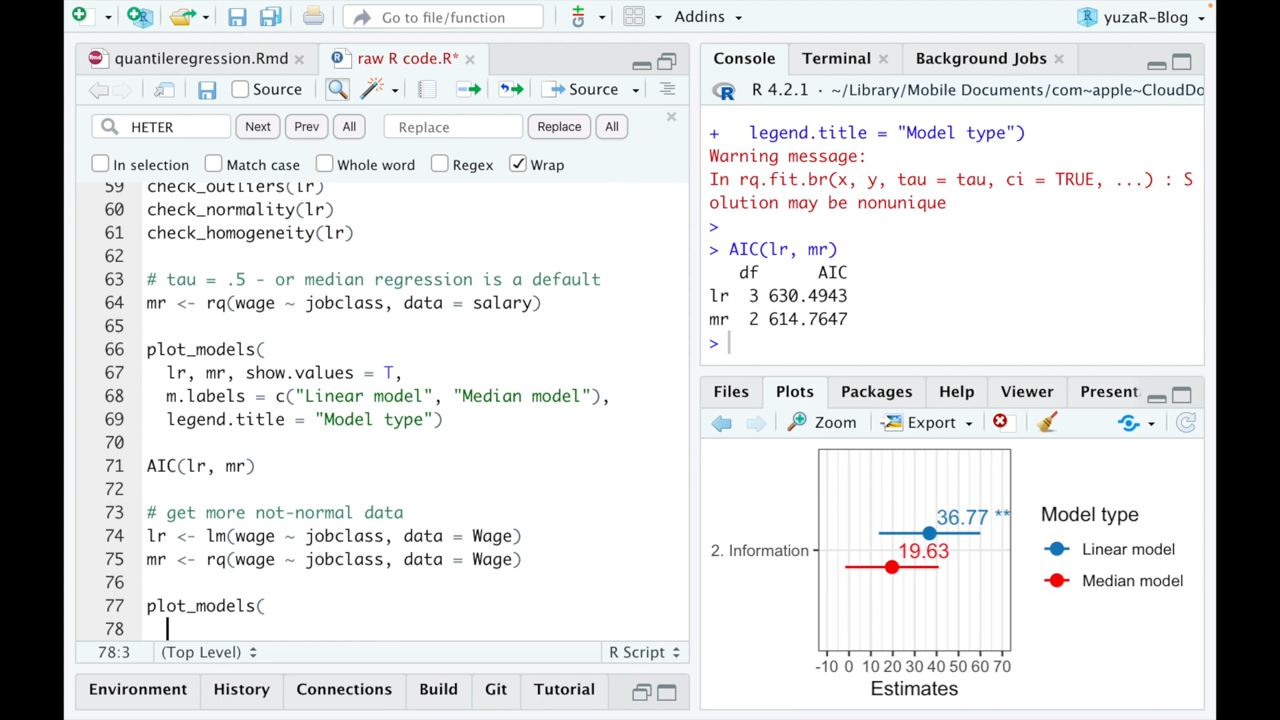 Go to file/function
Addins
yuzaR-Blog
quantileregression.Rmd
raw R code.R*
Source
Source
HETER
Next
Prev
All
Replace
Replace
All
In selection
Match case
Whole word
Regex
Wrap
59 check_outliers(lr)
60 check_normality(lr)
61 check_homogeneity(lr)
62
63 # tau = .5 - or median regression is a default
64 mr <- rq(wage ~ jobclass, data = salary)
65
66 plot_models(
67 lr, mr, show.values = T,
68 m.labels = c("Linear model", "Median model"),
69 legend.title = "Model type")
70
71 AIC(lr, mr)
72
73 # get more not-normal data
74 lr <- lm(wage ~ jobclass, data = Wage)
75 mr <- rq(wage ~ jobclass, data = Wage)
76
77 plot_models(
78
78:3 (Top Level) R Script
Environment History Connections Build Git Tutorial
Console Terminal Background Jobs
R 4.2.1 · ~/Library/Mobile Documents/com~apple~CloudDo
+ legend.title = "Model type")
Warning message:
In rq.fit.br(x, y, tau = tau, ci = TRUE, ...) : S
olution may be nonunique
>
> AIC(lr, mr)
df AIC
lr 3 630.4943
mr 2 614.7647
>
Files Plots Packages Help Viewer Present
Zoom Export
36.77 **
19.63
2. Information
-10 0 10 20 30 40 50 60 70
Estimates
Model type
Linear model
Median model